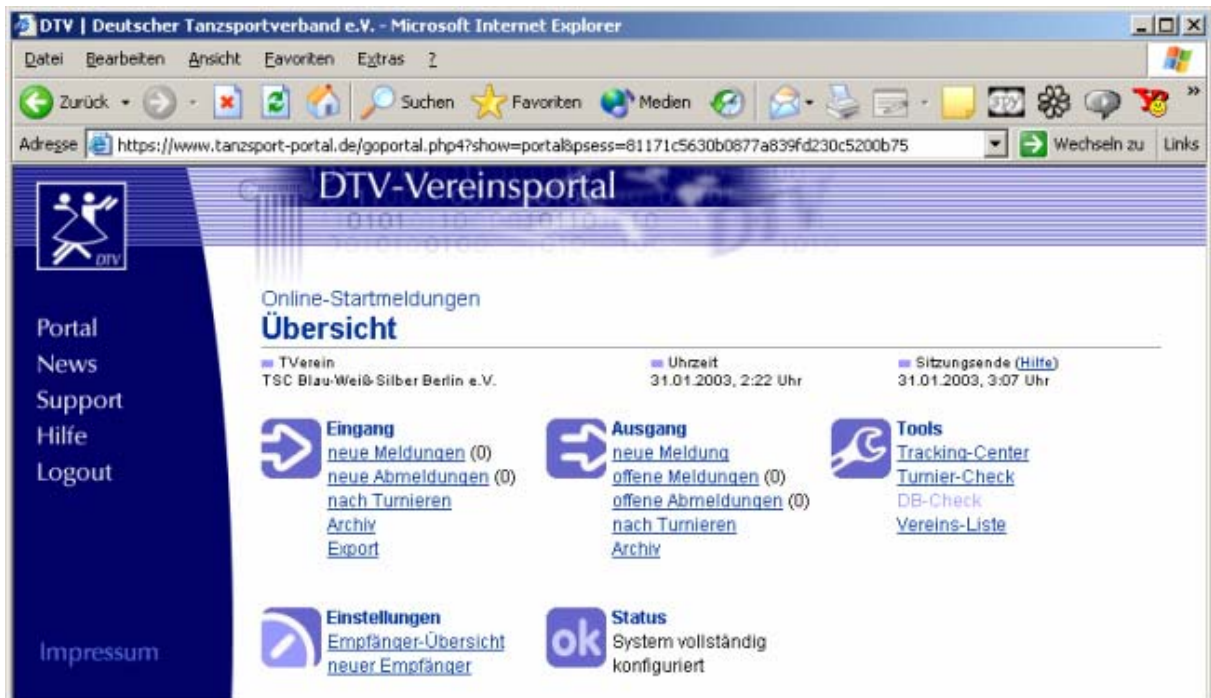 DTV | Deutscher Tanzsportverband e.V. - Microsoft Internet Explorer
Datei Bearbeiten Ansicht Favoriten Extras ?
Zurück Suchen Favoriten Medien
Adresse https://www.tanzsport-portal.de/goportal.php4?show=portal&psess=81171c5630b0877a839fd230c5200b75 Wechseln zu Links
DTV-Vereinsportal
DTV
Portal
News
Support
Hilfe
Logout
Impressum
Online-Startmeldungen
Übersicht
TVerein
TSC Blau-Weiß-Silber Berlin e.V.
Uhrzeit
31.01.2003, 2:22 Uhr
Sitzungsende (Hilfe)
31.01.2003, 3:07 Uhr
Eingang
neue Meldungen (0)
neue Abmeldungen (0)
nach Turnieren
Archiv
Export
Ausgang
neue Meldung
offene Meldungen (0)
offene Abmeldungen (0)
nach Turnieren
Archiv
Tools
Tracking-Center
Turnier-Check
DB-Check
Vereins-Liste
Einstellungen
Empfänger-Übersicht
neuer Empfänger
ok
Status
System vollständig
konfiguriert